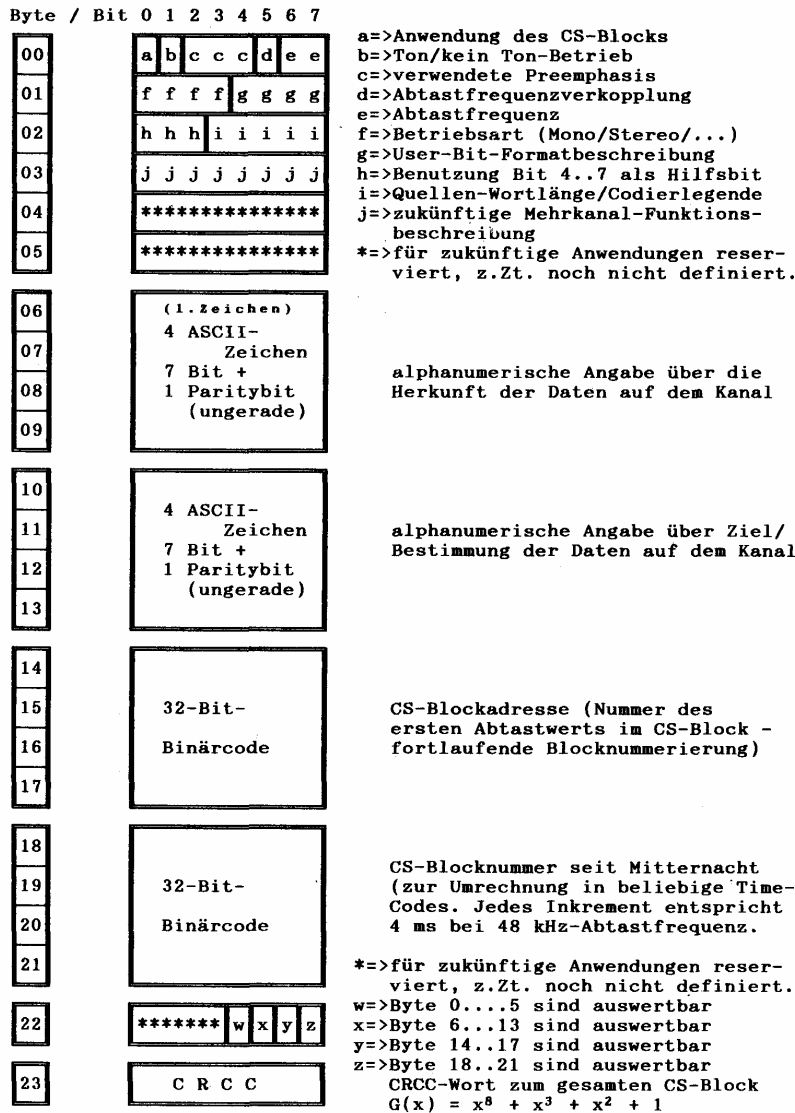 Byte / Bit 0 1 2 3 4 5 6 7
00 a b c c c d e e
a=>Anwendung des CS-Blocks
b=>Ton/kein Ton-Betrieb
c=>verwendete Preemphasis
01 f f f f g g g g
d=>Abtastfrequenzverkopplung
e=>Abtastfrequenz
02 h h h i i i i i
f=>Betriebsart (Mono/Stereo/...)
g=>User-Bit-Formatbeschreibung
03 j j j j j j j j
h=>Benutzung Bit 4..7 als Hilfsbit
i=>Quellen-Wortlänge/Codierlegende
04 ***************
j=>zukünftige Mehrkanal-Funktions-
beschreibung
05 ***************
*=>für zukünftige Anwendungen reser-
viert, z.Zt. noch nicht definiert.
06
07
08
09
(1.Zeichen)
4 ASCII-
Zeichen
7 Bit +
1 Paritybit
(ungerade)
alphanumerische Angabe über die
Herkunft der Daten auf dem Kanal
10
11
12
13
4 ASCII-
Zeichen
7 Bit +
1 Paritybit
(ungerade)
alphanumerische Angabe über Ziel/
Bestimmung der Daten auf dem Kanal
14
15
16
17
32-Bit-
Binärcode
CS-Blockadresse (Nummer des
ersten Abtastwerts im CS-Block -
fortlaufende Blocknummerierung)
18
19
20
21
32-Bit-
Binärcode
CS-Blocknummer seit Mitternacht
(zur Umrechnung in beliebige Time-
Codes. Jedes Inkrement entspricht
4 ms bei 48 kHz-Abtastfrequenz.
*=>für zukünftige Anwendungen reser-
viert, z.Zt. noch nicht definiert.
22 ******* w x y z
w=>Byte 0....5 sind auswertbar
x=>Byte 6...13 sind auswertbar
y=>Byte 14..17 sind auswertbar
z=>Byte 18..21 sind auswertbar
23 C R C C
CRCC-Wort zum gesamten CS-Block
G(x) = x⁸ + x³ + x² + 1